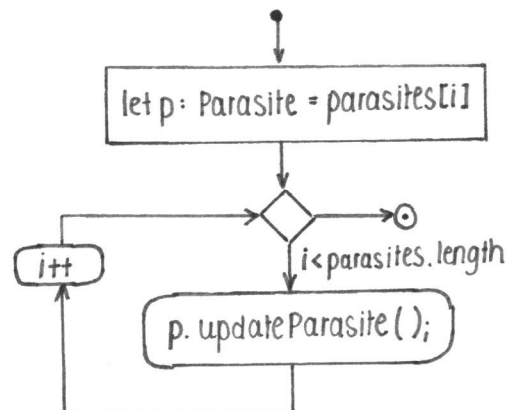 let p: Parasite = parasites[i]
i<parasites.length
i++
p.updateParasite();